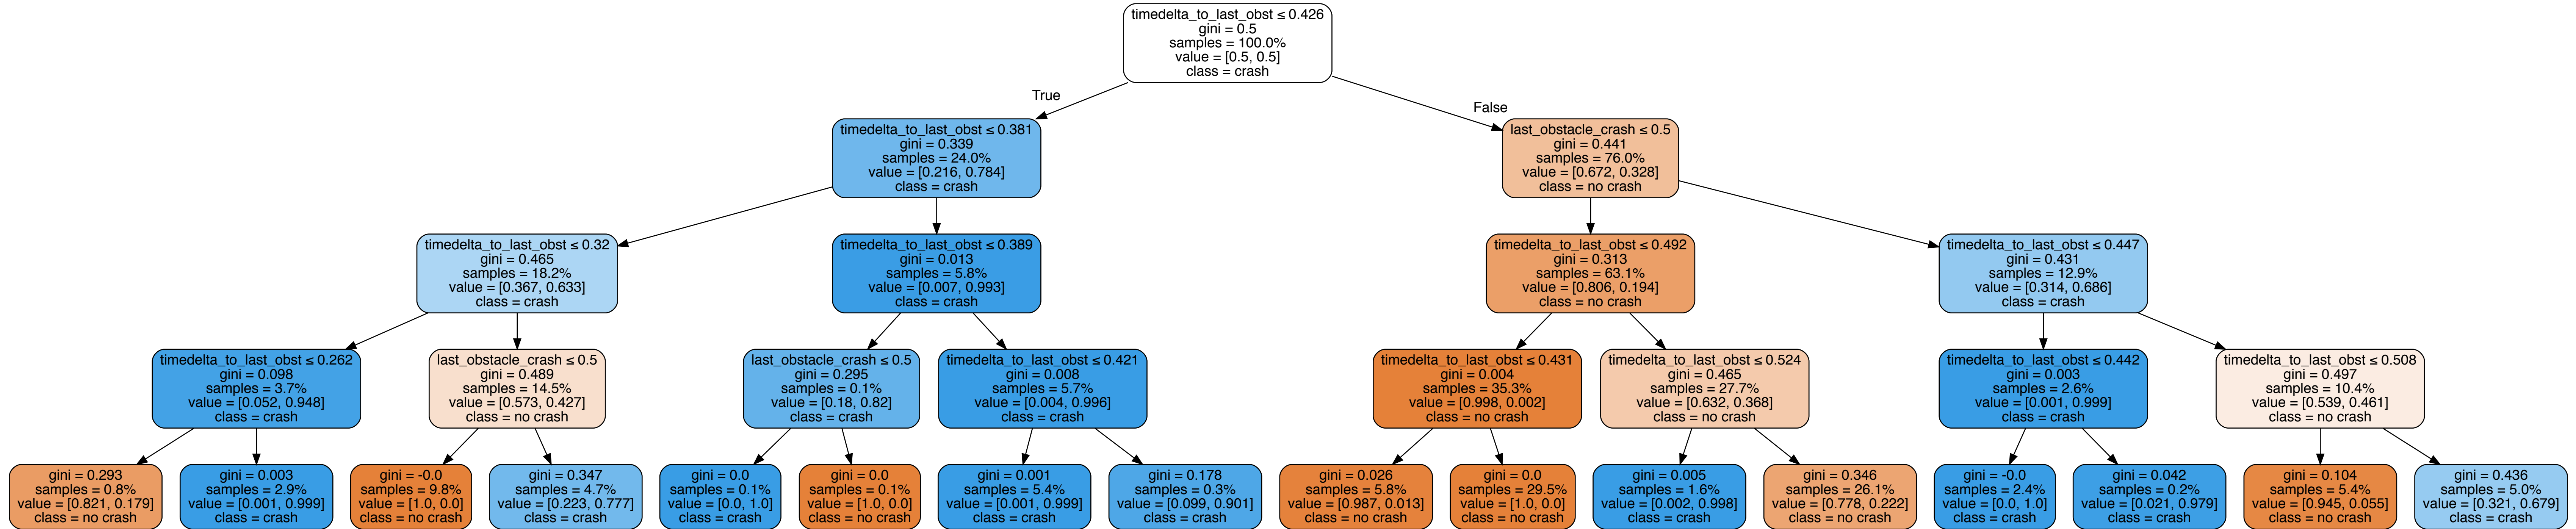 timedelta_to_last_obst ≤ 0.426
gini = 0.5
samples = 100.0%
value = [0.5, 0.5]
class = crash
True
False
timedelta_to_last_obst ≤ 0.381
gini = 0.339
samples = 24.0%
value = [0.216, 0.784]
class = crash
last_obstacle_crash ≤ 0.5
gini = 0.441
samples = 76.0%
value = [0.672, 0.328]
class = no crash
timedelta_to_last_obst ≤ 0.32
gini = 0.465
samples = 18.2%
value = [0.367, 0.633]
class = crash
timedelta_to_last_obst ≤ 0.389
gini = 0.013
samples = 5.8%
value = [0.007, 0.993]
class = crash
timedelta_to_last_obst ≤ 0.492
gini = 0.313
samples = 63.1%
value = [0.806, 0.194]
class = no crash
timedelta_to_last_obst ≤ 0.447
gini = 0.431
samples = 12.9%
value = [0.314, 0.686]
class = crash
timedelta_to_last_obst ≤ 0.262
gini = 0.098
samples = 3.7%
value = [0.052, 0.948]
class = crash
last_obstacle_crash ≤ 0.5
gini = 0.489
samples = 14.5%
value = [0.573, 0.427]
class = no crash
last_obstacle_crash ≤ 0.5
gini = 0.295
samples = 0.1%
value = [0.18, 0.82]
class = crash
timedelta_to_last_obst ≤ 0.421
gini = 0.008
samples = 5.7%
value = [0.004, 0.996]
class = crash
timedelta_to_last_obst ≤ 0.431
gini = 0.004
samples = 35.3%
value = [0.998, 0.002]
class = no crash
timedelta_to_last_obst ≤ 0.524
gini = 0.465
samples = 27.7%
value = [0.632, 0.368]
class = no crash
timedelta_to_last_obst ≤ 0.442
gini = 0.003
samples = 2.6%
value = [0.001, 0.999]
class = crash
timedelta_to_last_obst ≤ 0.508
gini = 0.497
samples = 10.4%
value = [0.539, 0.461]
class = no crash
gini = 0.293
samples = 0.8%
value = [0.821, 0.179]
class = no crash
gini = 0.003
samples = 2.9%
value = [0.001, 0.999]
class = crash
gini = -0.0
samples = 9.8%
value = [1.0, 0.0]
class = no crash
gini = 0.347
samples = 4.7%
value = [0.223, 0.777]
class = crash
gini = 0.0
samples = 0.1%
value = [0.0, 1.0]
class = crash
gini = 0.0
samples = 0.1%
value = [1.0, 0.0]
class = no crash
gini = 0.001
samples = 5.4%
value = [0.001, 0.999]
class = crash
gini = 0.178
samples = 0.3%
value = [0.099, 0.901]
class = crash
gini = 0.026
samples = 5.8%
value = [0.987, 0.013]
class = no crash
gini = 0.0
samples = 29.5%
value = [1.0, 0.0]
class = no crash
gini = 0.005
samples = 1.6%
value = [0.002, 0.998]
class = crash
gini = 0.346
samples = 26.1%
value = [0.778, 0.222]
class = no crash
gini = -0.0
samples = 2.4%
value = [0.0, 1.0]
class = crash
gini = 0.042
samples = 0.2%
value = [0.021, 0.979]
class = crash
gini = 0.104
samples = 5.4%
value = [0.945, 0.055]
class = no crash
gini = 0.436
samples = 5.0%
value = [0.321, 0.679]
class = crash